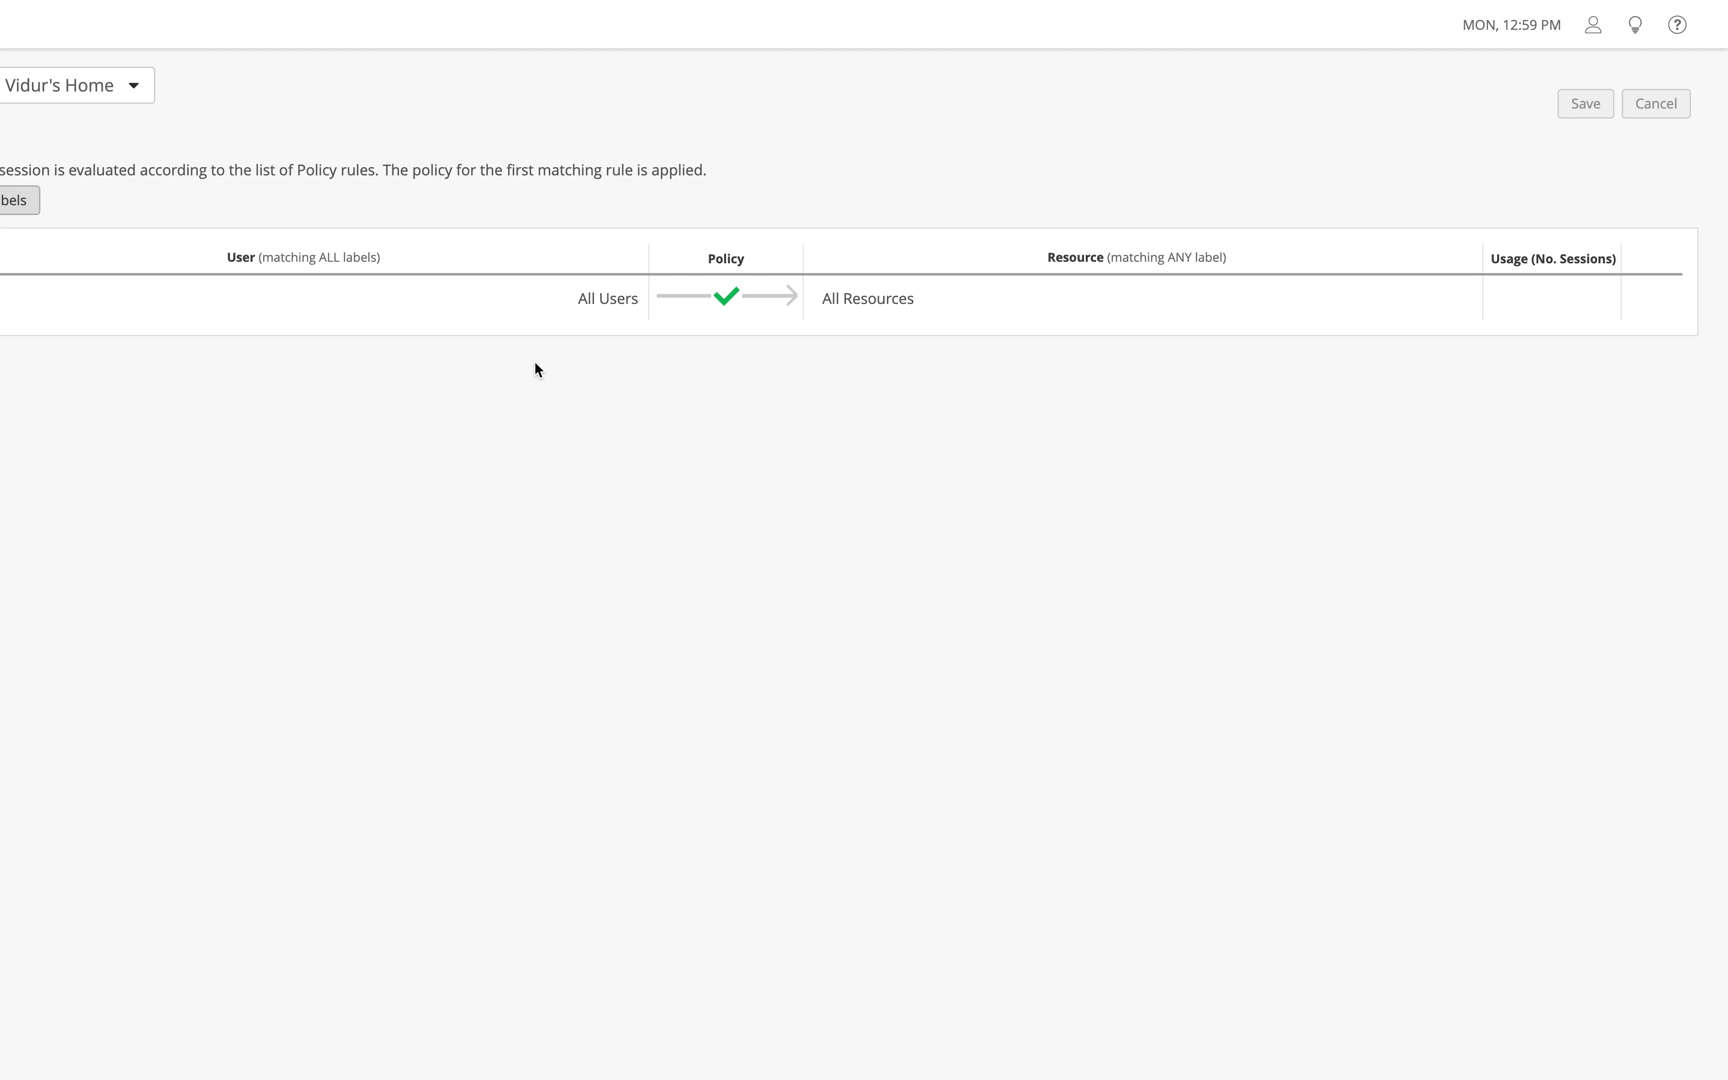 MON, 12:59 PM
Vidur's Home
Save Cancel
session is evaluated according to the list of Policy rules. The policy for the first matching rule is applied.
bels
User (matching ALL labels) Policy Resource (matching ANY label) Usage (No. Sessions)
All Users All Resources